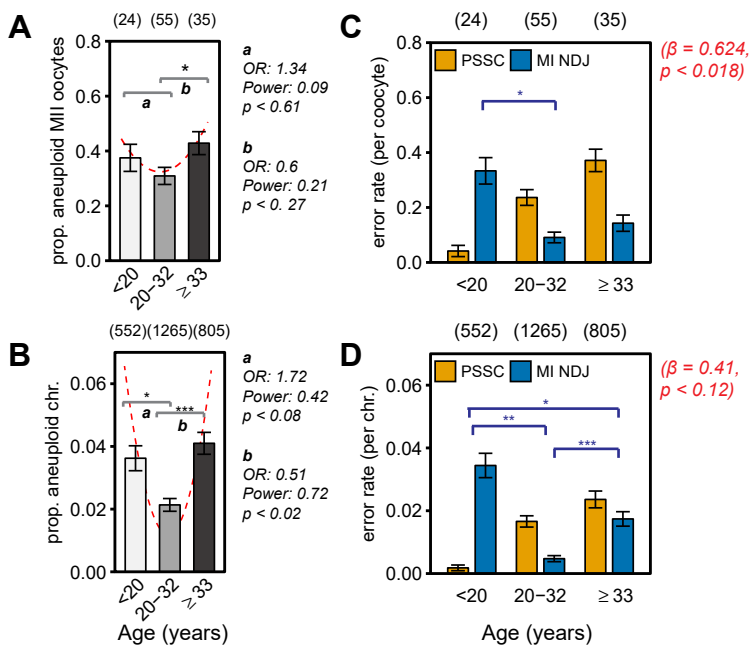 A
(24) (55) (35)
prop. aneuploid MII oocytes
0.8
0.6
0.4
0.2
0.0
*
a
b
<20
20−32
≥ 33
a
OR: 1.34
Power: 0.09
p < 0.61
b
OR: 0.6
Power: 0.21
p < 0. 27
C
(24) (55) (35)
PSSC MI NDJ
error rate (per coocyte)
0.8
0.6
0.4
0.2
0.0
*
<20 20−32 ≥ 33
(β = 0.624,
p < 0.018)
B
(552)(1265)(805)
prop. aneuploid chr.
0.06
0.04
0.02
0.00
*
***
a
b
<20
20−32
≥ 33
Age (years)
a
OR: 1.72
Power: 0.42
p < 0.08
b
OR: 0.51
Power: 0.72
p < 0.02
D
(552) (1265) (805)
PSSC MI NDJ
error rate (per chr.)
0.06
0.04
0.02
0.00
*
**
***
<20 20−32 ≥ 33
Age (years)
(β = 0.41,
p < 0.12)